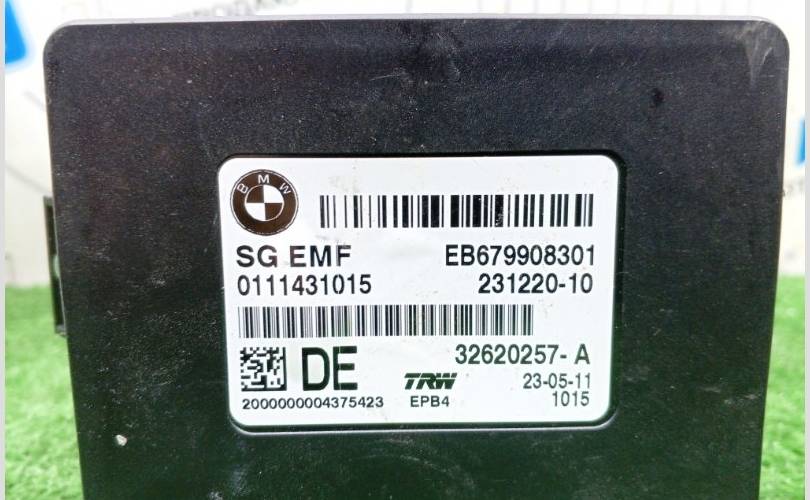 BMW
SG EMF EB679908301
0111431015 231220-10
DE 32620257-A
TRW 23-05-11
2000000004375423 EPB4 1015